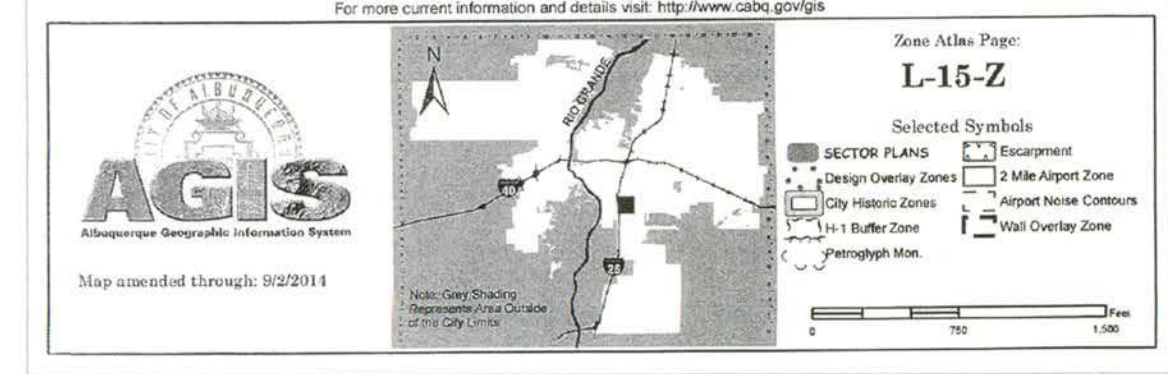 For more current information and details visit: http://www.cabq.gov/gis
CITY OF ALBUQUERQUE
AGIS
Albuquerque Geographic Information System
Map amended through: 9/2/2014
N
RIO GRANDE
40
25
Note: Grey Shading
Represents Area Outside
of the City Limits
Zone Atlas Page:
L-15-Z
Selected Symbols
SECTOR PLANS
Escarpment
Design Overlay Zones
2 Mile Airport Zone
City Historic Zones
Airport Noise Contours
H-1 Buffer Zone
Wall Overlay Zone
Petroglyph Mon.
Feet
0 750 1,500